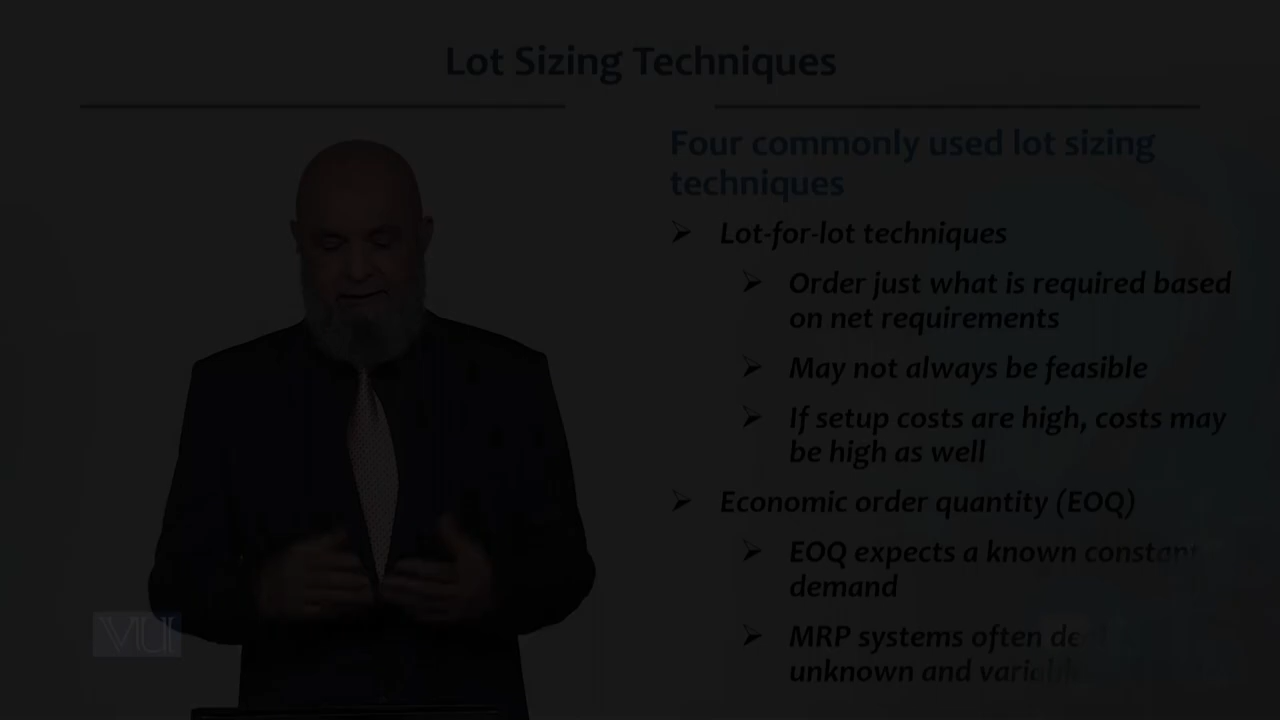 Lot Sizing Techniques
Four commonly used lot sizing
techniques
Lot-for-lot techniques
Order just what is required based
on net requirements
May not always be feasible
If setup costs are high, costs may
be high as well
Economic order quantity (EOQ)
EOQ expects a known constant
demand
MRP systems often
unknown and variable
VU